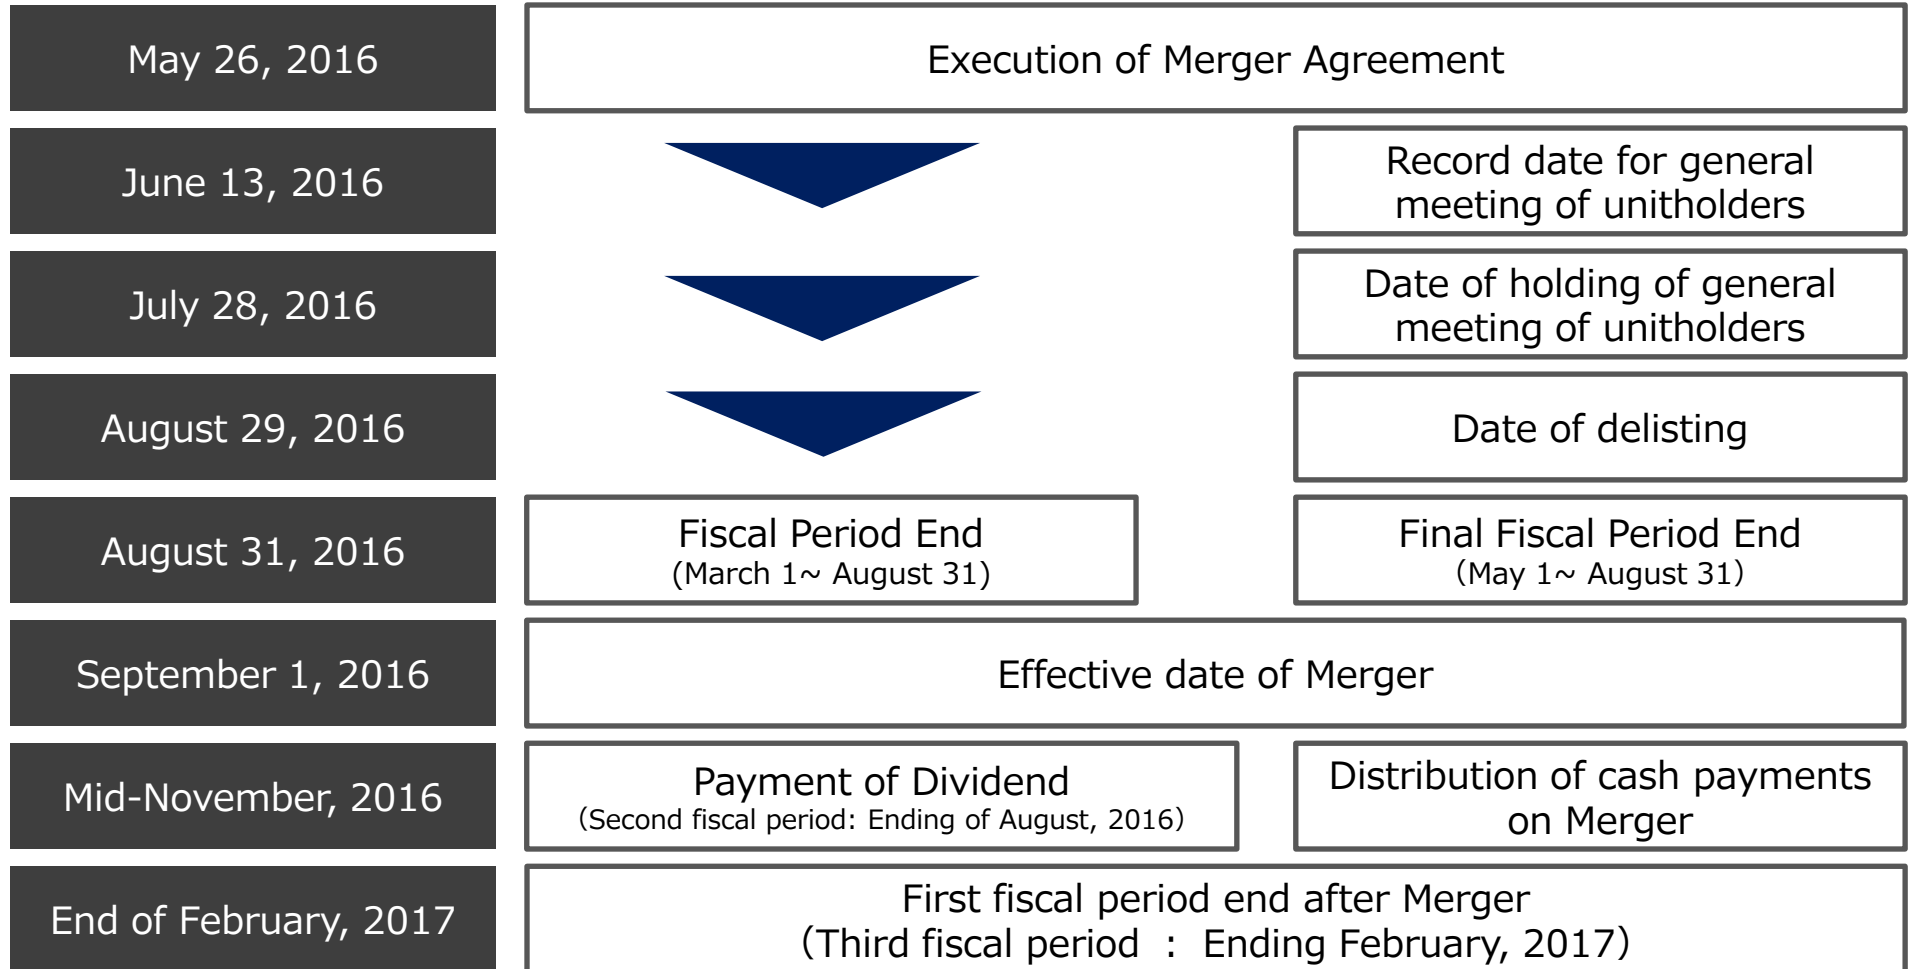 May 26, 2016
Execution of Merger Agreement
June 13, 2016
Record date for general
meeting of unitholders
July 28, 2016
Date of holding of general
meeting of unitholders
August 29, 2016
Date of delisting
August 31, 2016
Fiscal Period End
(March 1~ August 31)
Final Fiscal Period End
（May 1~ August 31）
September 1, 2016
Effective date of Merger
Mid-November, 2016
Payment of Dividend
（Second fiscal period: Ending of August, 2016）
Distribution of cash payments
on Merger
End of February, 2017
First fiscal period end after Merger
（Third fiscal period ： Ending February, 2017）